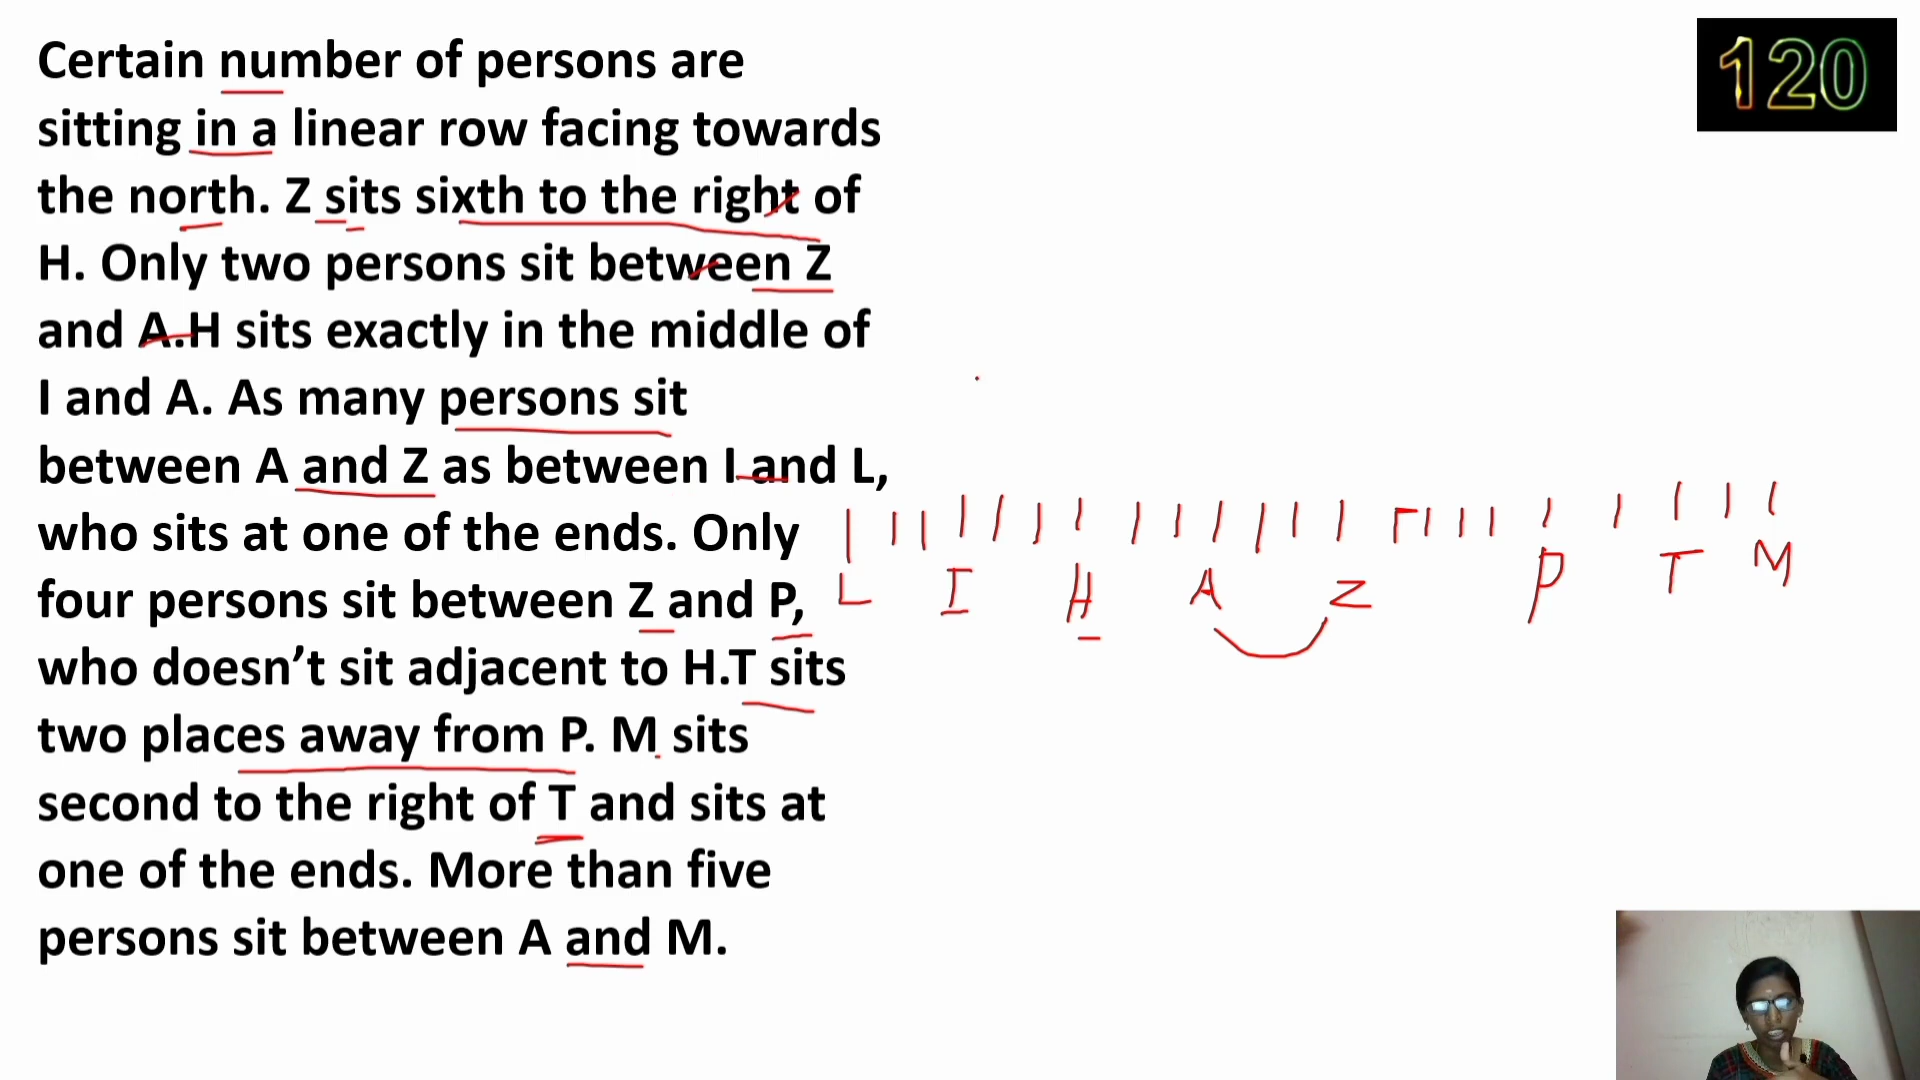 Certain number of persons are
sitting in a linear row facing towards
the north. Z sits sixth to the right of
H. Only two persons sit between Z
and A.H sits exactly in the middle of
I and A. As many persons sit
between A and Z as between I and L,
who sits at one of the ends. Only
four persons sit between Z and P,
who doesn’t sit adjacent to H.T sits
two places away from P. M sits
second to the right of T and sits at
one of the ends. More than five
persons sit between A and M.
120
L I H A Z P T M